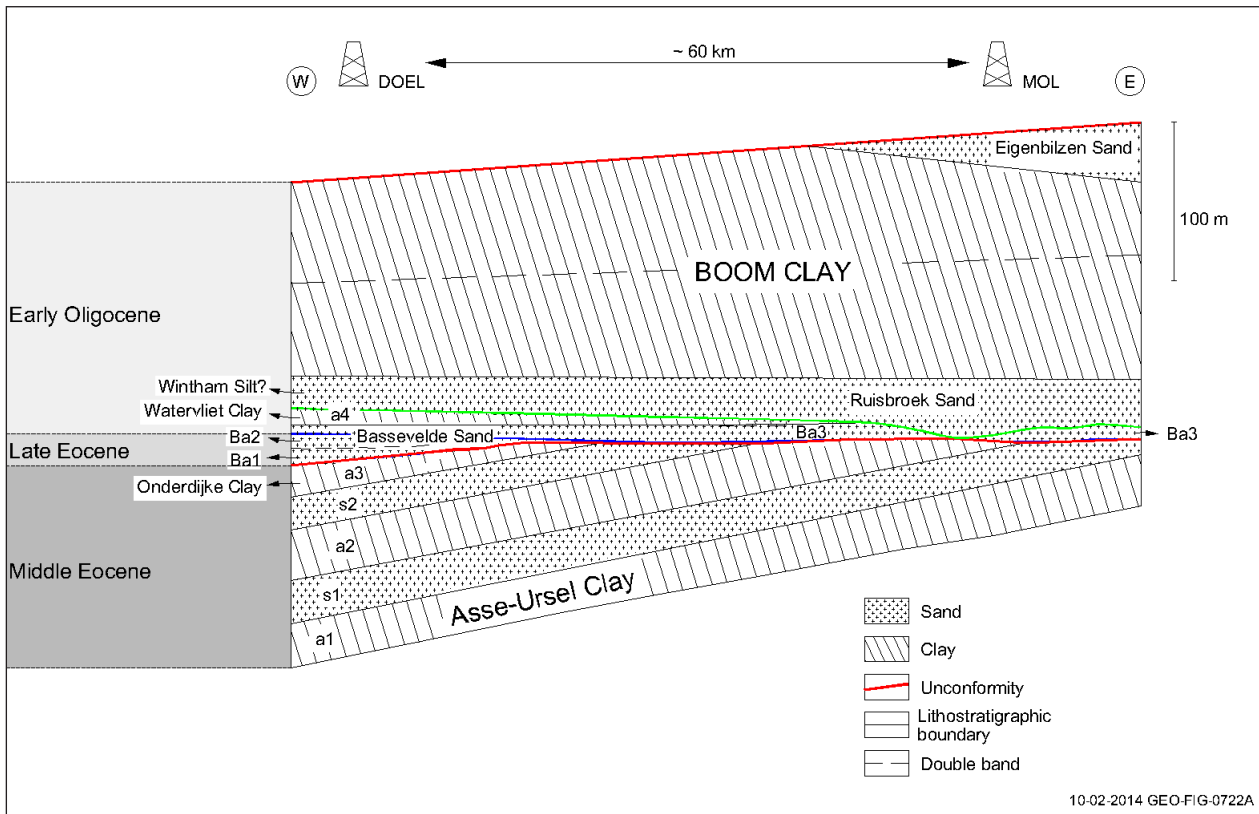 ~ 60 km
W
DOEL
MOL
E
Eigenbilzen Sand
100 m
BOOM CLAY
Early Oligocene
Wintham Silt?
Ruisbroek Sand
a4
Watervliet Clay
Ba2
Bassevelde Sand
Ba3
Ba3
Late Eocene
Ba1
a3
Onderdijke Clay
s2
a2
Middle Eocene
s1
Asse-Ursel Clay
a1
Sand
Clay
Unconformity
Lithostratigraphic
boundary
Double band
10-02-2014 GEO-FIG-0722A